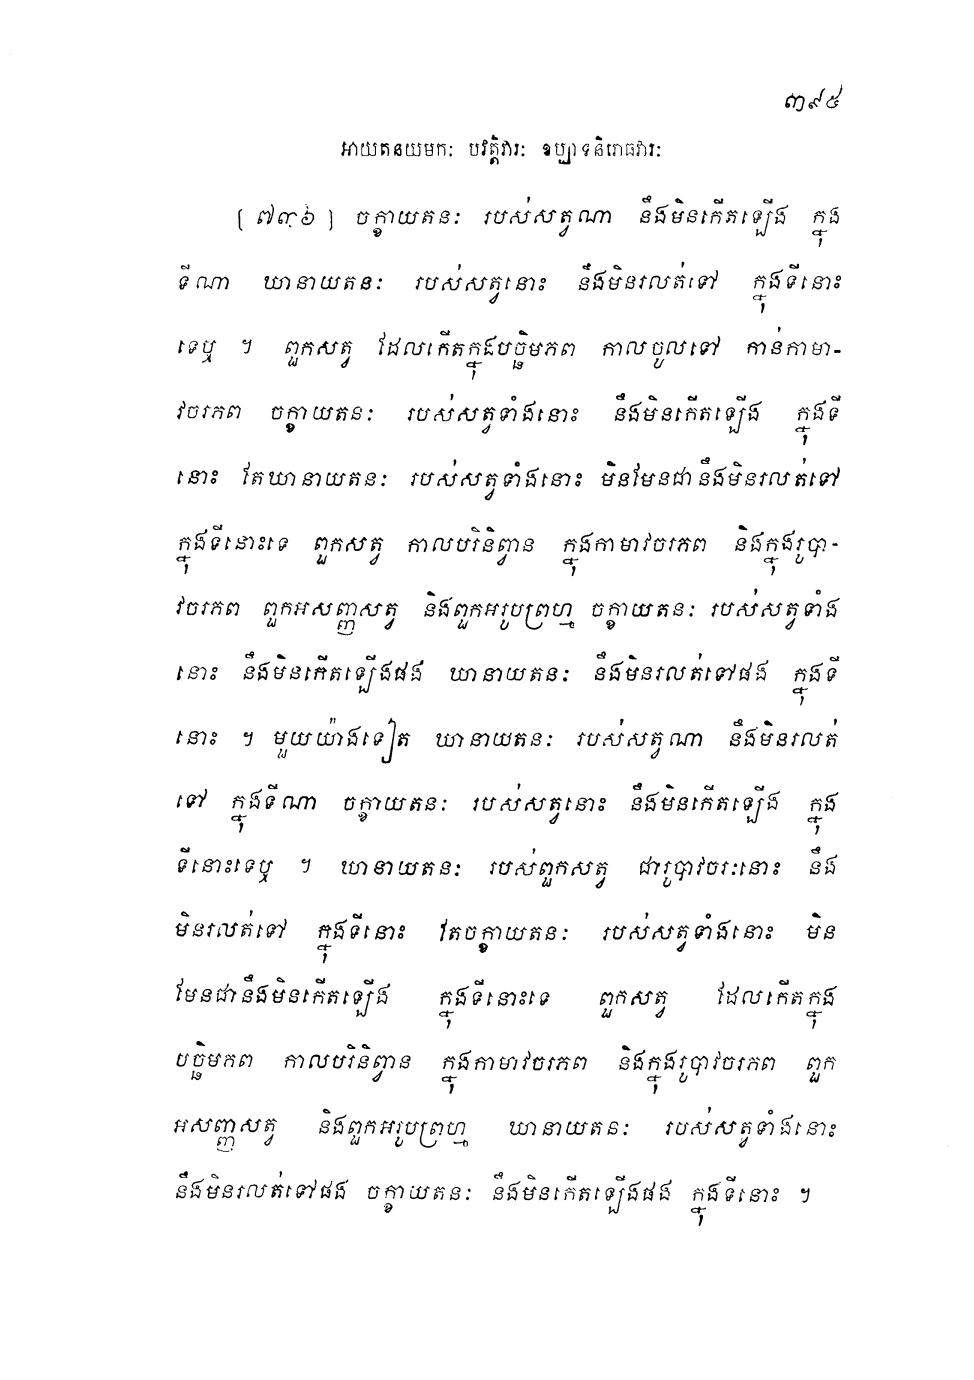 ៣៩៥
អាយតនយមកៈ បវត្តិវារៈ ឧប្បាទនិរោធវារៈ
[៧៩៦] ចក្ខាយតនៈ របស់សត្វណា នឹងមិនកើតឡើង ក្នុង
ទីណា ឃានាយតនៈ របស់សត្វនោះ នឹងមិនរលត់ទៅ ក្នុងទីនោះ
ទេឬ ។ ពួកសត្វ ដែលកើតក្នុងបច្ឆិមភព កាលចូលទៅ កាន់កាមា-
វចរភព ចក្ខាយតនៈ របស់សត្វទាំងនោះ នឹងមិនកើតឡើង ក្នុងទី
នោះ តែឃានាយតនៈ របស់សត្វទាំងនោះ មិនមែនជានឹងមិនរលត់ទៅ
ក្នុងទីនោះទេ ពួកសត្វ កាលបរិនិព្វាន ក្នុងកាមាវចរភព និងក្នុងរូបា-
វចរភព ពួកអសញ្ញសត្វ និងពួកអរូបព្រហ្ម ចក្ខាយតនៈ របស់សត្វទាំង
នោះ នឹងមិនកើតឡើងផង ឃានាយតនៈ នឹងមិនរលត់ទៅផង ក្នុងទី
នោះ ។ មួយយ៉ាងទៀត ឃានាយតនៈ របស់សត្វណា នឹងមិនរលត់
ទៅ ក្នុងទីណា ចក្ខាយតនៈ របស់សត្វនោះ នឹងមិនកើតឡើង ក្នុង
ទីនោះទេឬ ។ ឃានាយតនៈ របស់ពួកសត្វ ជារូបាវចរៈនោះ នឹង
មិនរលត់ទៅ ក្នុងទីនោះ តែចក្ខាយតនៈ របស់សត្វទាំងនោះ មិន
មែនជានឹងមិនកើតឡើង ក្នុងទីនោះទេ ពួកសត្វ ដែលកើតក្នុង
បច្ឆិមភព កាលបរិនិព្វាន ក្នុងកាមាវចរភព និងក្នុងរូបាវចរភព ពួក
អសញ្ញសត្វ និងពួកអរូបព្រហ្ម ឃានាយតនៈ របស់សត្វទាំងនោះ
នឹងមិនរលត់ទៅផង ចក្ខាយតនៈ នឹងមិនកើតឡើងផង ក្នុងទីនោះ ។